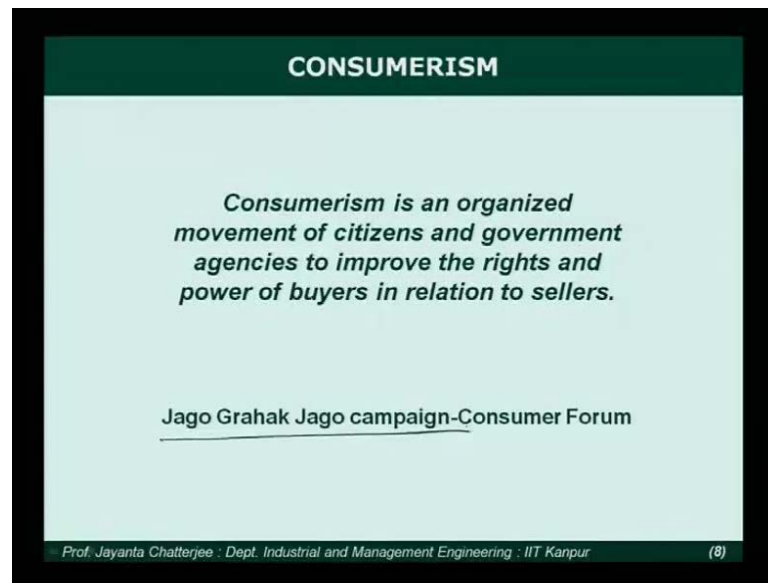 CONSUMERISM
Consumerism is an organized
movement of citizens and government
agencies to improve the rights and
power of buyers in relation to sellers.
Jago Grahak Jago campaign-Consumer Forum
Prof. Jayanta Chatterjee : Dept. Industrial and Management Engineering : IIT Kanpur (8)